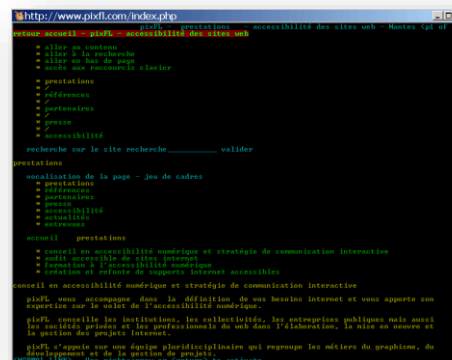 http://www.pixfl.com/index.php
pixFL - prestations - accessibilité des sites web - Nantes (p1 of
retour accueil - pixFL - accessibilité des sites web
* aller au contenu
* aller à la recherche
* aller en bas de page
* accès aux raccourcis clavier
* prestations
* /
* références
* /
* partenaires
* /
* presse
* /
* accessibilité
recherche sur le site recherche__________ valider
prestations
vocalisation de la page - jeu de cadres
* prestations
* références
* partenaires
* presse
* accessibilité
* actualités
* entrevues
accueil prestations
* conseil en accessibilité numérique et stratégie de communication interactive
* audit accessible de sites internet
* formation à l'accessibilité numérique
* création et refonte de supports internet accessibles
conseil en accessibilité numérique et stratégie de communication interactive
pixFL vous accompagne dans la définition de vos besoins internet et vous apporte son
expertise sur le volet de l'accessibilité numérique.
pixFL conseille les institutions, les collectivités, les entreprises publiques mais aussi
les sociétés privées et les professionnels du web dans l'élaboration, la mise en oeuvre et
la gestion des projets Internet.
pixFL s'appuie sur une équipe pluridisciplinaire qui regroupe les métiers du graphisme, du
développement et de la gestion de projets.